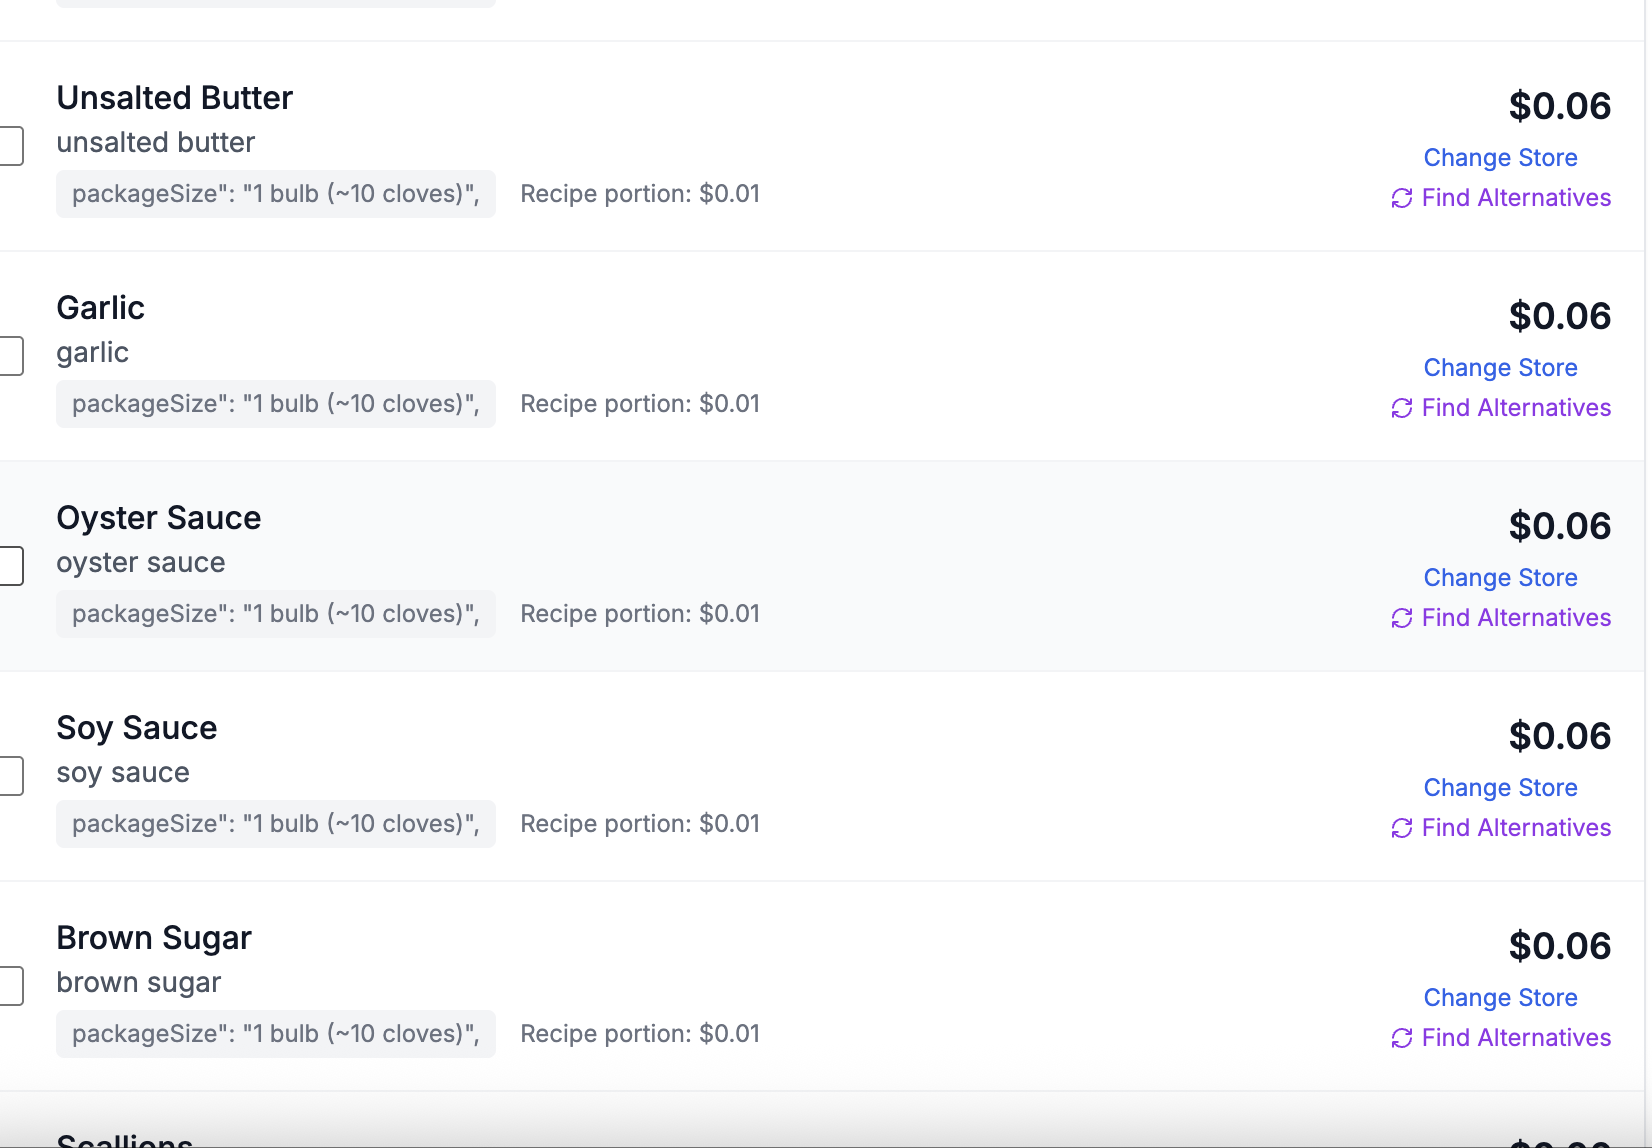 Unsalted Butter
$0.06
unsalted butter
Change Store
packageSize": "1 bulb (~10 cloves)", Recipe portion: $0.01
Find Alternatives
Garlic
$0.06
garlic
Change Store
packageSize": "1 bulb (~10 cloves)", Recipe portion: $0.01
Find Alternatives
Oyster Sauce
$0.06
oyster sauce
Change Store
packageSize": "1 bulb (~10 cloves)", Recipe portion: $0.01
Find Alternatives
Soy Sauce
$0.06
soy sauce
Change Store
packageSize": "1 bulb (~10 cloves)", Recipe portion: $0.01
Find Alternatives
Brown Sugar
$0.06
brown sugar
Change Store
packageSize": "1 bulb (~10 cloves)", Recipe portion: $0.01
Find Alternatives
Scallions